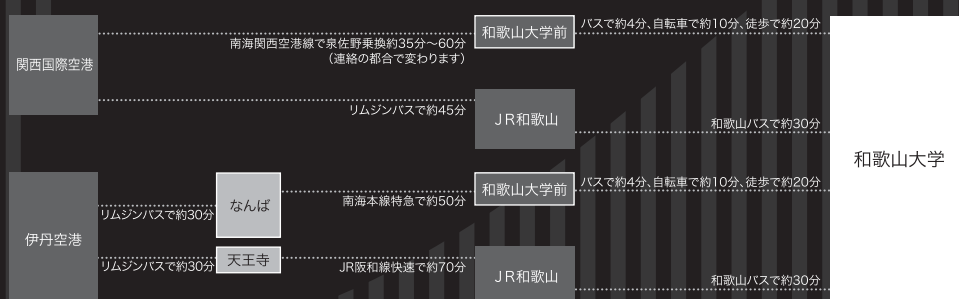 関西国際空港
南海関西空港線で泉佐野乗換約35分～60分
（連絡の都合で変わります）
和歌山大学前
バスで約4分、自転車で約10分、徒歩で約20分
リムジンバスで約45分
JR和歌山
和歌山バスで約30分
和歌山大学
伊丹空港
リムジンバスで約30分
なんば
南海本線特急で約50分
和歌山大学前
バスで約4分、自転車で約10分、徒歩で約20分
リムジンバスで約30分
天王寺
JR阪和線快速で約70分
JR和歌山
和歌山バスで約30分